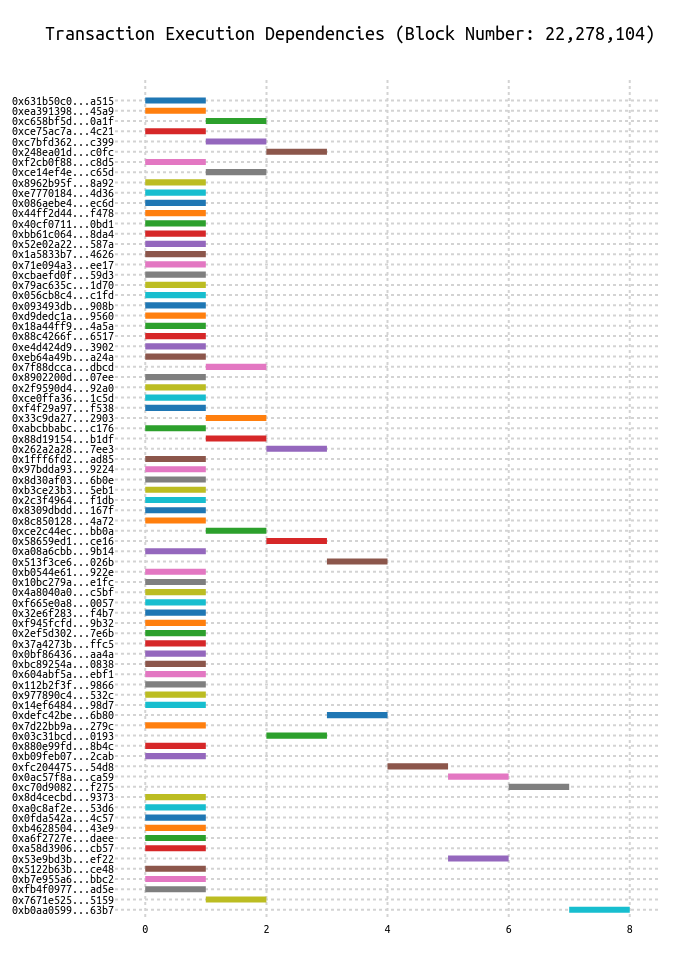 Transaction Execution Dependencies (Block Number: 22,278,104)
0x631b50c0...a515
0xea391398...45a9
0xc658bf5d...0a1f
0xce75ac7a...4c21
0xc7bfd362...c399
0x248ea01d...c0fc
0xf2cb0f88...c8d5
0xce14ef4e...c65d
0x8962b95f...8a92
0xe7770184...4d36
0x086aebe4...ec6d
0x44ff2d44...f478
0x40cf0711...0bd1
0xbb61c064...8da4
0x52e02a22...587a
0x1a5833b7...4626
0x71e094a3...ee17
0xcbaefd0f...59d3
0x79ac635c...1d70
0x056cb8c4...c1fd
0x093493db...908b
0xd9dedc1a...9560
0x18a44ff9...4a5a
0x88c4266f...6517
0xe4d424d9...3902
0xeb64a49b...a24a
0x7f88dcca...dbcd
0x8902200d...07ee
0x2f9590d4...92a0
0xce0ffa36...1c5d
0xf4f29a97...f538
0x33c9da27...2903
0xabcbbabc...c176
0x88d19154...b1df
0x262a2a28...7ee3
0x1fff6fd2...ad85
0x97bdda93...9224
0x8d30af03...6b0e
0xb3ce23b3...5eb1
0x2c3f4964...f1db
0x8309dbdd...167f
0x8c850128...4a72
0xce2c44ec...bb0a
0x58659ed1...ce16
0xa08a6cbb...9b14
0x513f3ce6...026b
0xb0544e61...922e
0x10bc279a...e1fc
0x4a8040a0...c5bf
0xf665e0a8...0057
0x32e6f283...f4b7
0xf945fcfd...9b32
0x2ef5d302...7e6b
0x37a4273b...ffc5
0x0bf86436...aa4a
0xbc89254a...0838
0x604abf5a...ebf1
0x112b2f3f...9866
0x977890c4...532c
0x14ef6484...98d7
0xdefc42be...6b80
0x7d22bb9a...279c
0x03c31bcd...0193
0x880e99fd...8b4c
0xb09feb07...2cab
0xfc204475...54d8
0x0ac57f8a...ca59
0xc70d9082...f275
0x8d4cecbd...9373
0xa0c8af2e...53d6
0x0fda542a...4c57
0xb4628504...43e9
0xa6f2727e...daee
0xa58d3906...cb57
0x53e9bd3b...ef22
0x5122b63b...ce48
0xb7e955a6...bbc2
0xfb4f0977...ad5e
0x7671e525...5159
0xb0aa0599...63b7
0 2 4 6 8